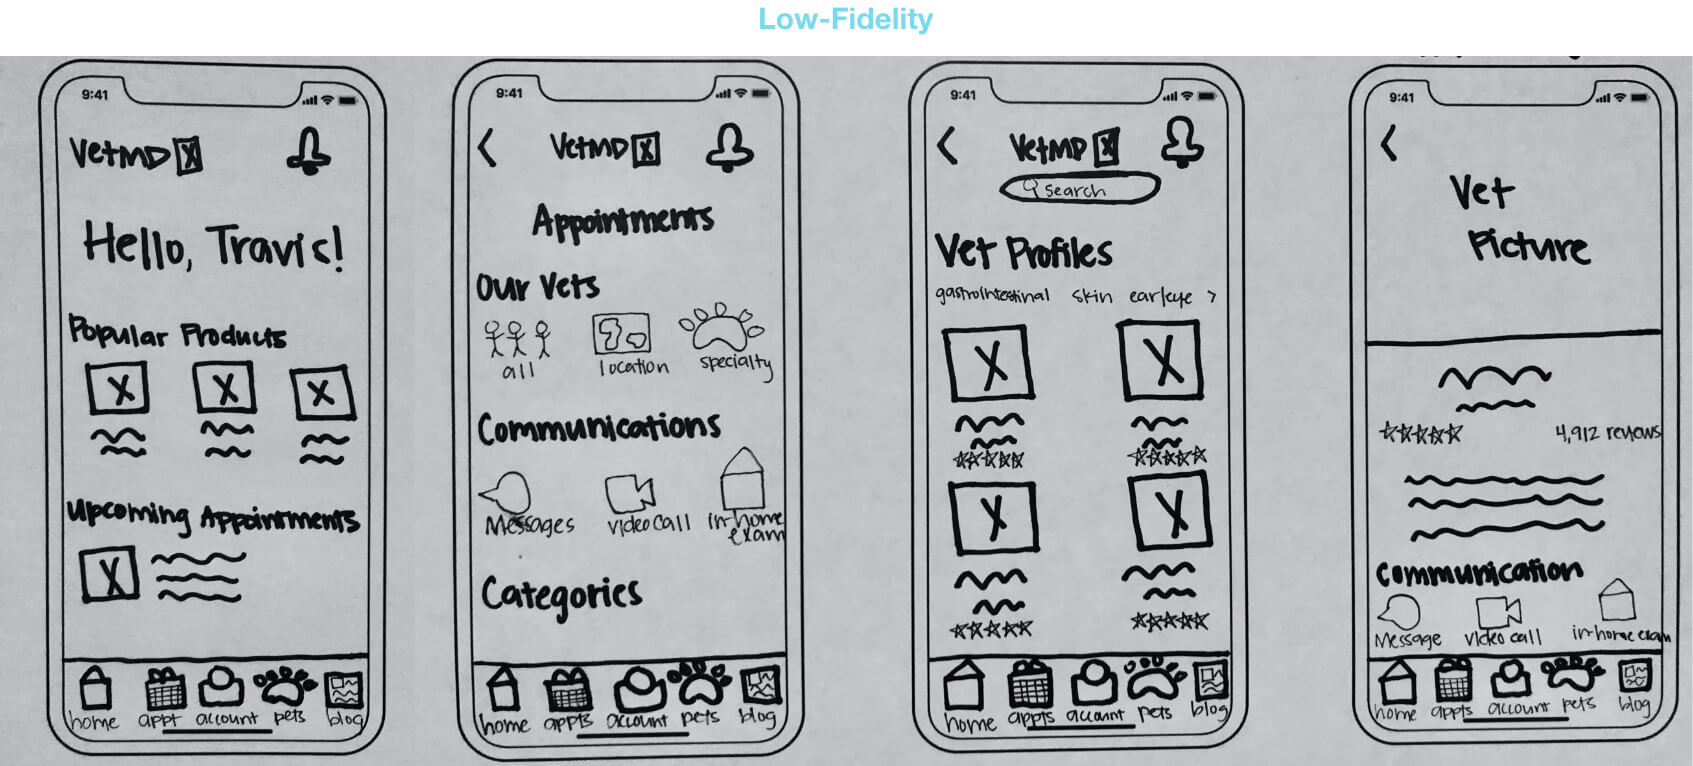 Low-Fidelity
9:41
VetMD
Hello, Travis!
Popular Products
Upcoming Appointments
home appt account pets blog
9:41
VetMD
Appointments
Our Vets
all location specialty
Communications
Messages video call in-home exam
Categories
home appts account pets blog
9:41
VetMD
search
Vet Profiles
gastrointestinal skin ear/eye >
home appts account pets blog
9:41
Vet
Picture
4,912 reviews
Communication
Message video call in-home exam
home appts account pets blog